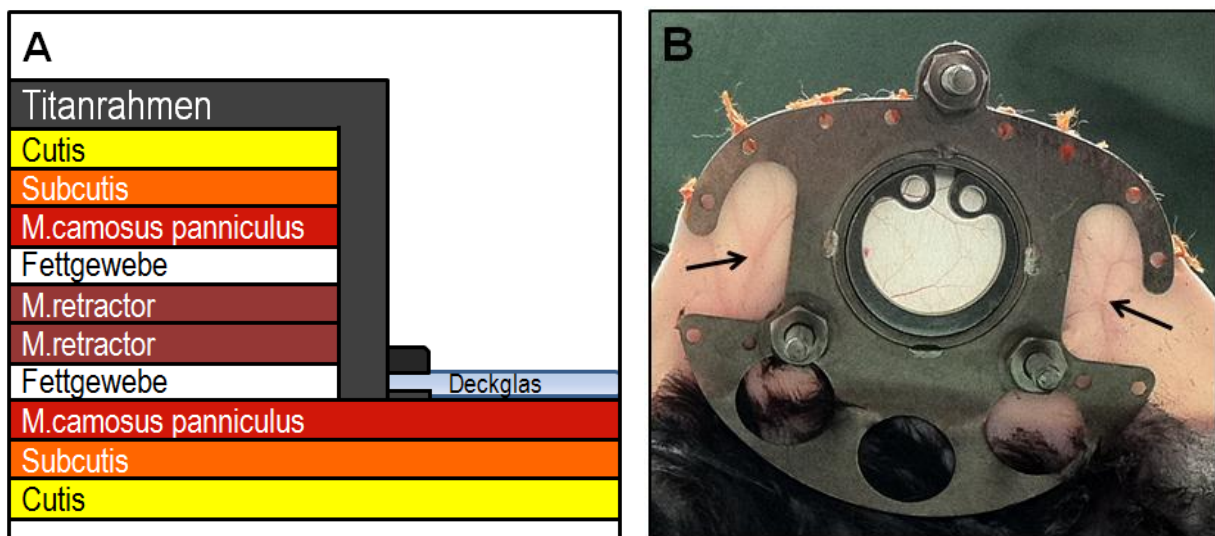 A
Titanrahmen
Cutis
Subcutis
M.camosus panniculus
Fettgewebe
M.retractor
M.retractor
Fettgewebe
Deckglas
M.camosus panniculus
Subcutis
Cutis
B